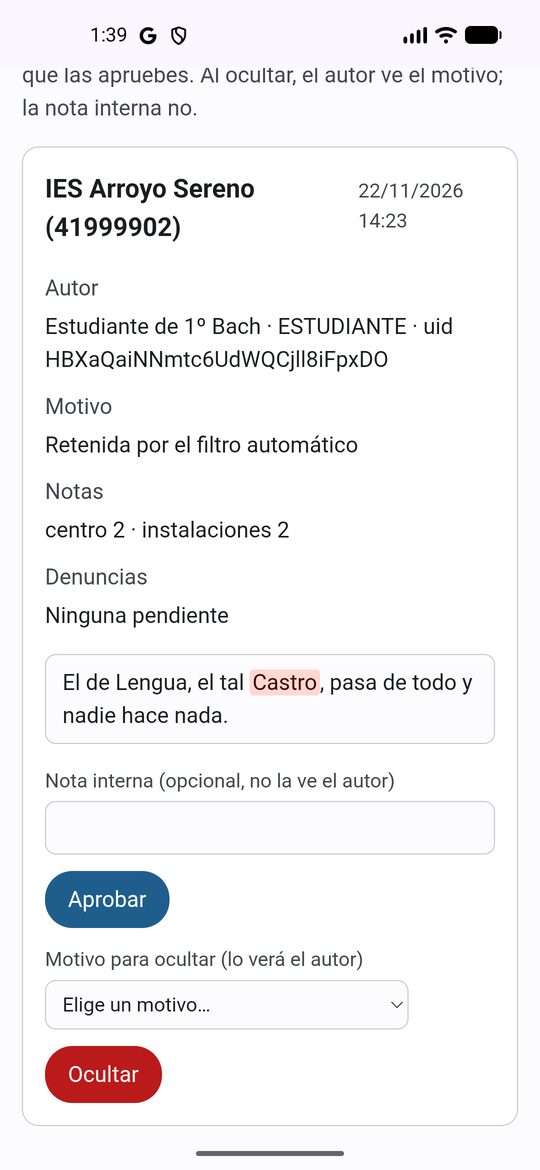 1:39
que las apruebes. Al ocultar, el autor ve el motivo;
la nota interna no.
IES Arroyo Sereno
(41999902)
22/11/2026
14:23
Autor
Estudiante de 1º Bach · ESTUDIANTE · uid
HBXaQaiNNmtc6UdWQCjll8iFpxDO
Motivo
Retenida por el filtro automático
Notas
centro 2 · instalaciones 2
Denuncias
Ninguna pendiente
El de Lengua, el tal Castro, pasa de todo y
nadie hace nada.
Nota interna (opcional, no la ve el autor)
Aprobar
Motivo para ocultar (lo verá el autor)
Elige un motivo...
Ocultar